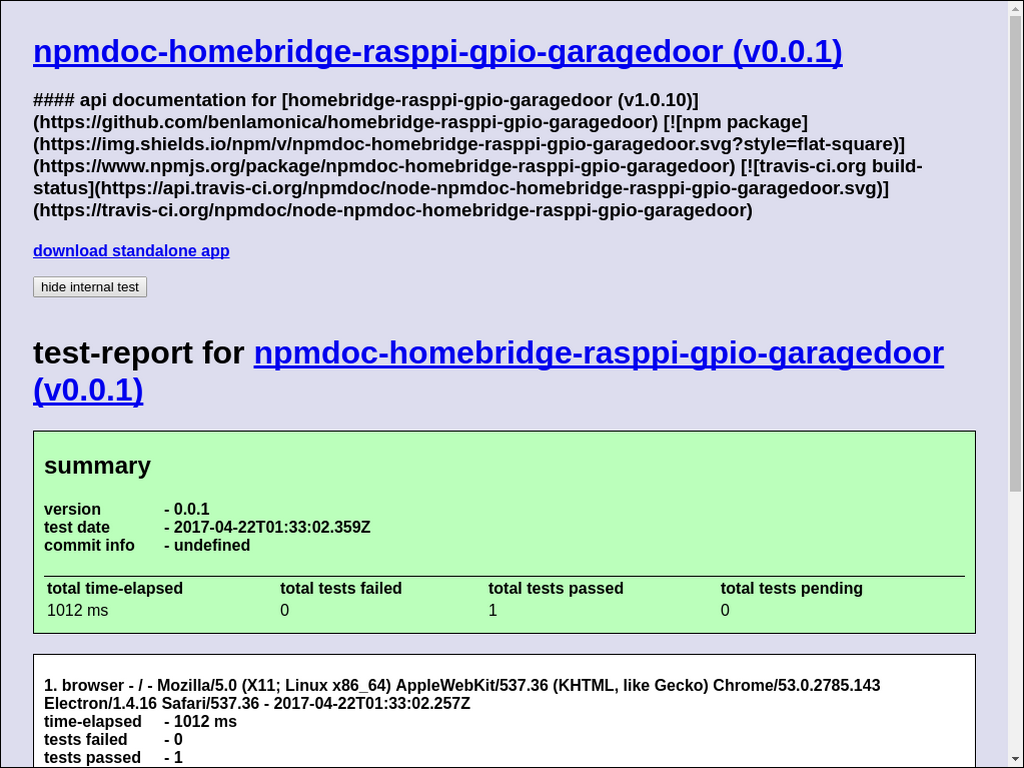 npmdoc-homebridge-rasppi-gpio-garagedoor (v0.0.1)
#### api documentation for [homebridge-rasppi-gpio-garagedoor (v1.0.10)]
(https://github.com/benlamonica/homebridge-rasppi-gpio-garagedoor) [![npm package]
(https://img.shields.io/npm/v/npmdoc-homebridge-rasppi-gpio-garagedoor.svg?style=flat-square)]
(https://www.npmjs.org/package/npmdoc-homebridge-rasppi-gpio-garagedoor) [![travis-ci.org build-
status](https://api.travis-ci.org/npmdoc/node-npmdoc-homebridge-rasppi-gpio-garagedoor.svg)]
(https://travis-ci.org/npmdoc/node-npmdoc-homebridge-rasppi-gpio-garagedoor)
download standalone app
hide internal test
test-report for npmdoc-homebridge-rasppi-gpio-garagedoor
(v0.0.1)
summary
version - 0.0.1
test date - 2017-04-22T01:33:02.359Z
commit info - undefined
total time-elapsed total tests failed total tests passed total tests pending
1012 ms 0 1 0
1. browser - / - Mozilla/5.0 (X11; Linux x86_64) AppleWebKit/537.36 (KHTML, like Gecko) Chrome/53.0.2785.143
Electron/1.4.16 Safari/537.36 - 2017-04-22T01:33:02.257Z
time-elapsed - 1012 ms
tests failed - 0
tests passed - 1